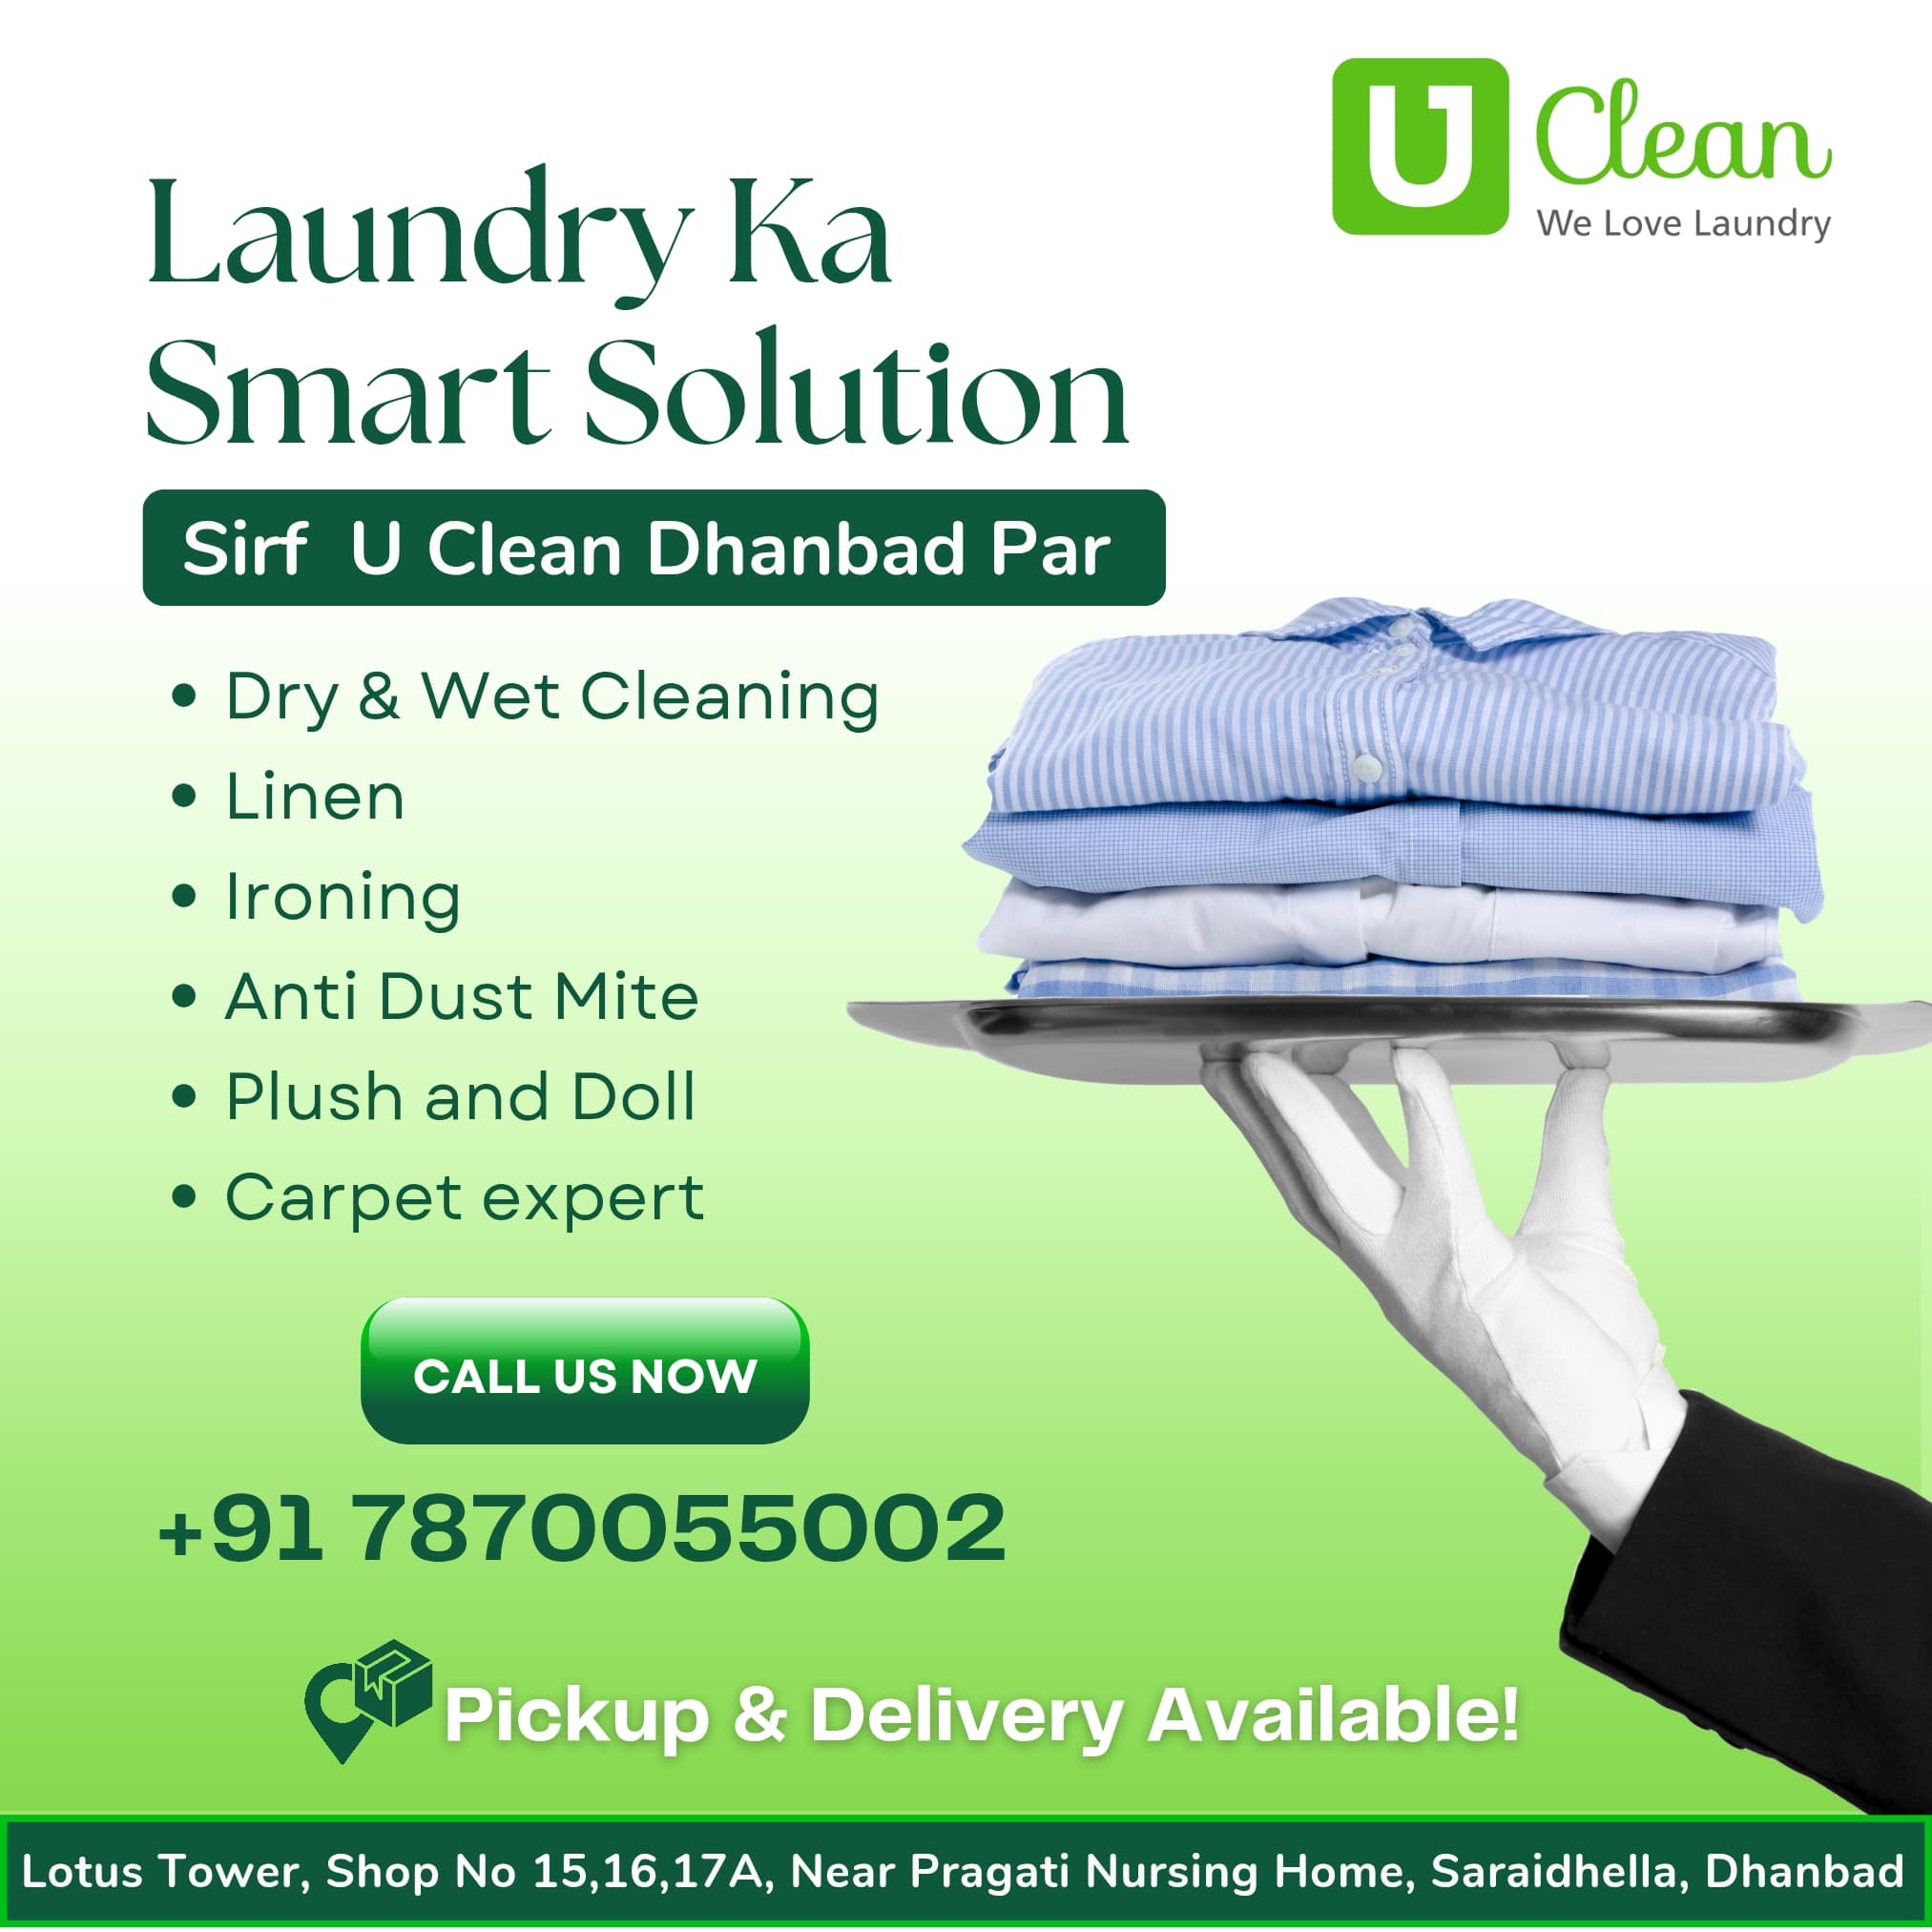 U Clean
We Love Laundry
Laundry Ka
Smart Solution
Sirf U Clean Dhanbad Par
• Dry & Wet Cleaning
• Linen
• Ironing
• Anti Dust Mite
• Plush and Doll
• Carpet expert
CALL US NOW
+91 7870055002
Pickup & Delivery Available!
Lotus Tower, Shop No 15,16,17A, Near Pragati Nursing Home, Saraidhella, Dhanbad